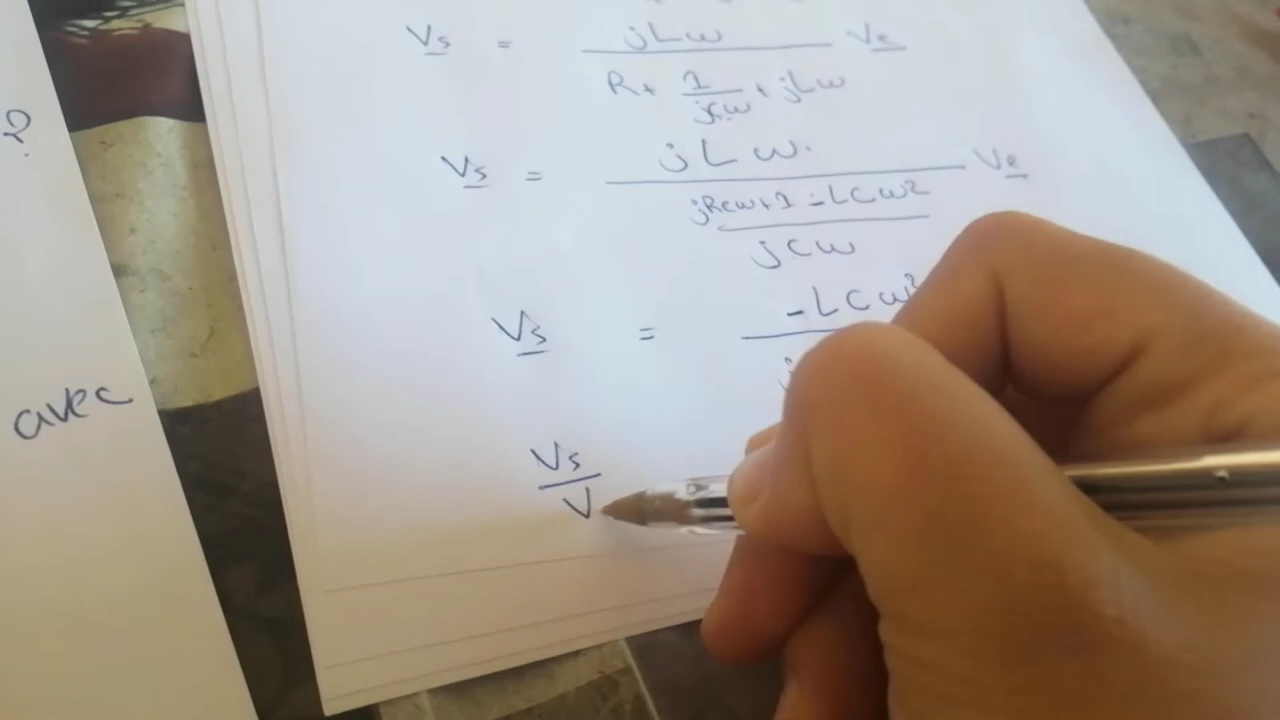 Vs = jLω / (R + 1/(jCω) + jLω) Ve
Vs = jLω. / ((jRCω+1-LCω²)/(jCω)) Ve
Vs = -LCω² / j
Vs / V
?
avec